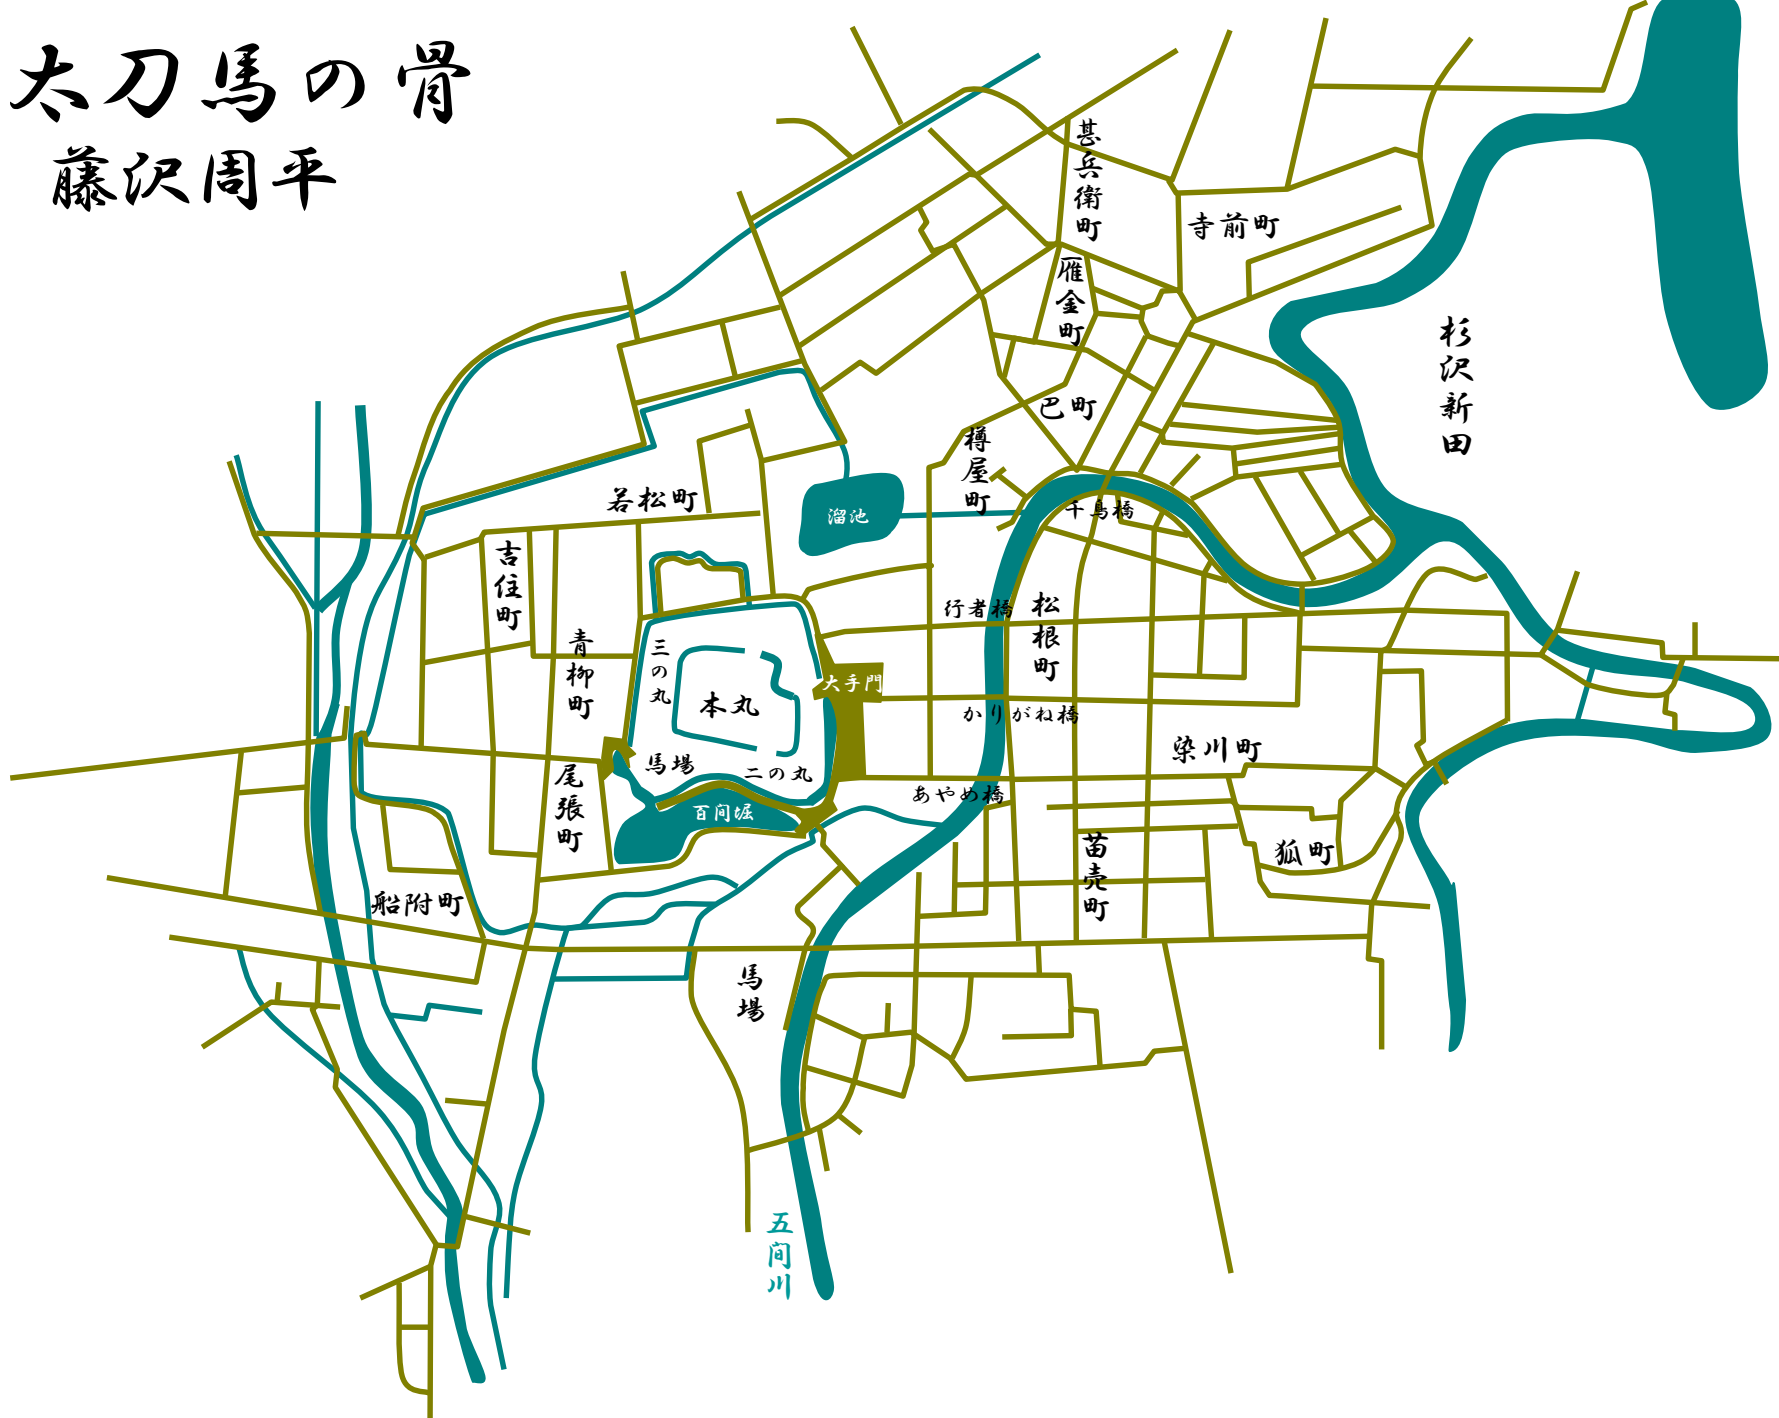 太刀馬の骨
藤沢周平
甚兵衛町
寺前町
雁金町
杉沢新田
巴町
樽屋町
若松町
溜池
千鳥橋
吉住町
行者橋
松根町
青柳町
三の丸
大手門
本丸
かりがね橋
染川町
馬場
二の丸
尾張町
あやめ橋
百间堀
苗売町
狐町
船附町
馬場
五间川